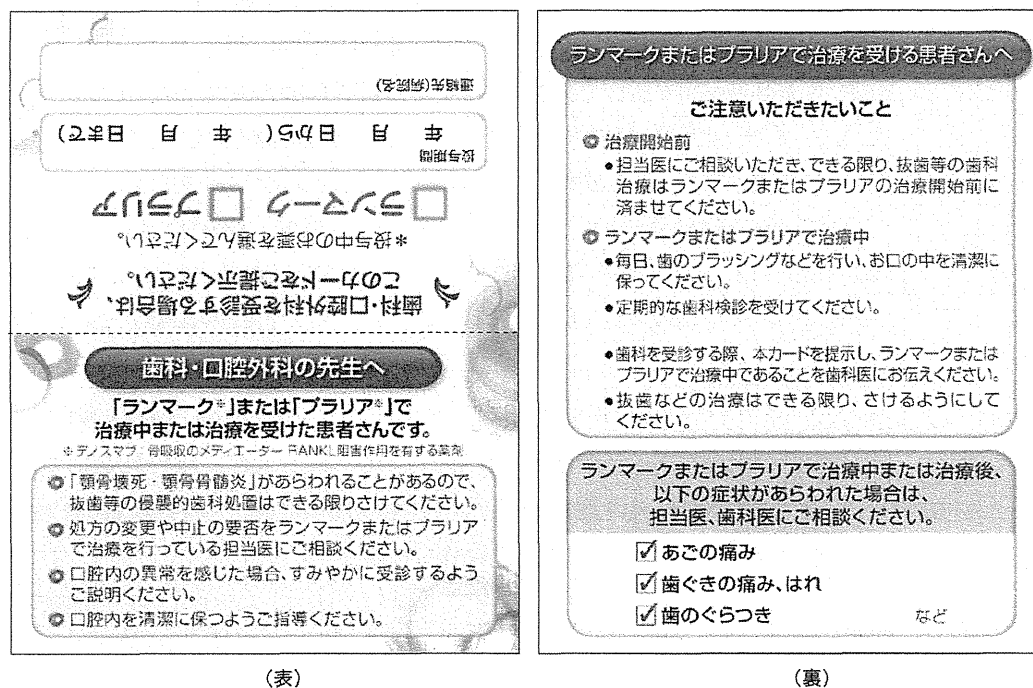 歯科・口腔外科を受診する場合は、
このカードをご提示ください。
*投与中のお薬を選んでください。
□ランマーク □プラリア
投与期間
年 月 日から( 年 月 日まで)
連絡先(病院名)
歯科・口腔外科の先生へ
「ランマーク※」または「プラリア※」で
治療中または治療を受けた患者さんです。
※デノスマブ:骨吸収のメディエーター RANKL阻害作用を有する薬剤
「顎骨壊死・顎骨骨髄炎」があらわれることがあるので、
抜歯等の侵襲的歯科処置はできる限りさけてください。
処方の変更や中止の要否をランマークまたはプラリア
で治療を行っている担当医にご相談ください。
口腔内の異常を感じた場合、すみやかに受診するよう
ご説明ください。
口腔内を清潔に保つようご指導ください。
(表)
ランマークまたはプラリアで治療を受ける患者さんへ
ご注意いただきたいこと
治療開始前
●担当医にご相談いただき、できる限り、抜歯等の歯科
治療はランマークまたはプラリアの治療開始前に
済ませてください。
ランマークまたはプラリアで治療中
●毎日、歯のブラッシングなどを行い、お口の中を清潔に
保ってください。
●定期的な歯科検診を受けてください。
●歯科を受診する際、本カードを提示し、ランマークまたは
プラリアで治療中であることを歯科医にお伝えください。
●抜歯などの治療はできる限り、さけるようにして
ください。
ランマークまたはプラリアで治療中または治療後、
以下の症状があらわれた場合は、
担当医、歯科医にご相談ください。
☑あごの痛み
☑歯ぐきの痛み、はれ
☑歯のぐらつき など
(裏)